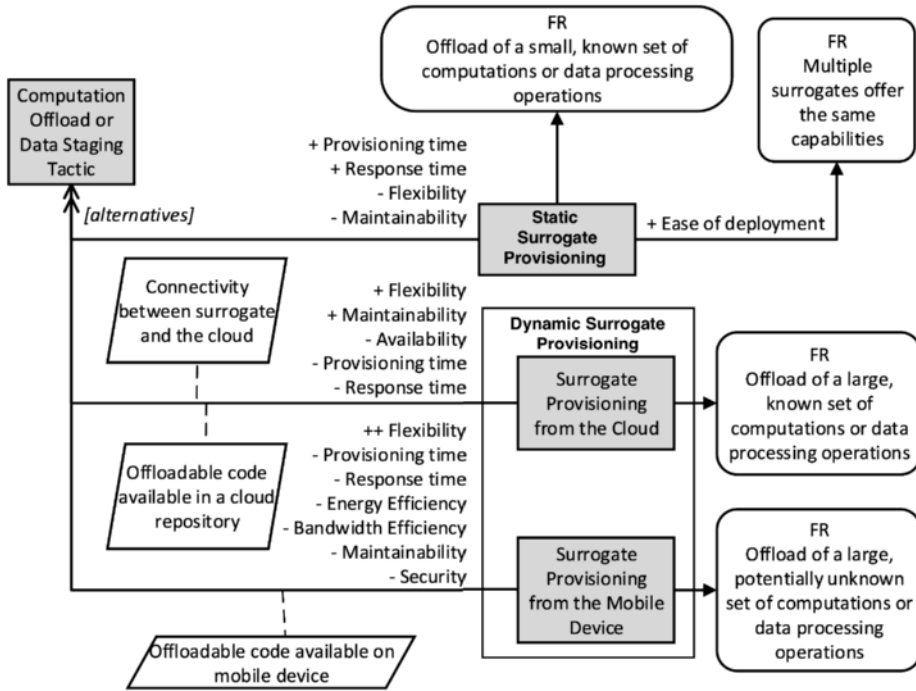 FR
Offload of a small, known set of
computations or data processing
operations
FR
Multiple
surrogates offer
the same
capabilities
Computation
Offload or
Data Staging
Tactic
[alternatives]
+ Provisioning time
+ Response time
- Flexibility
- Maintainability
Static
Surrogate
Provisioning
+ Ease of deployment
Connectivity
between surrogate
and the cloud
+ Flexibility
+ Maintainability
- Availability
- Provisioning time
- Response time
Dynamic Surrogate
Provisioning
Surrogate
Provisioning
from the Cloud
FR
Offload of a large,
known set of
computations or data
processing operations
Offloadable code
available in a cloud
repository
++ Flexibility
- Provisioning time
- Response time
- Energy Efficiency
- Bandwidth Efficiency
- Maintainability
- Security
Surrogate
Provisioning
from the Mobile
Device
FR
Offload of a large,
potentially unknown
set of computations or
data processing
operations
Offloadable code available on
mobile device